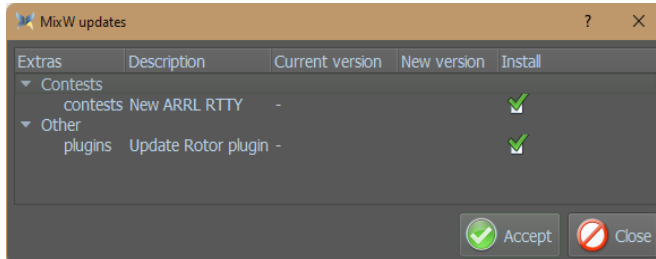 MixW updates ? ×
Extras Description Current version New version Install
Contests
contests New ARRL RTTY -
Other
plugins Update Rotor plugin -
Accept Close